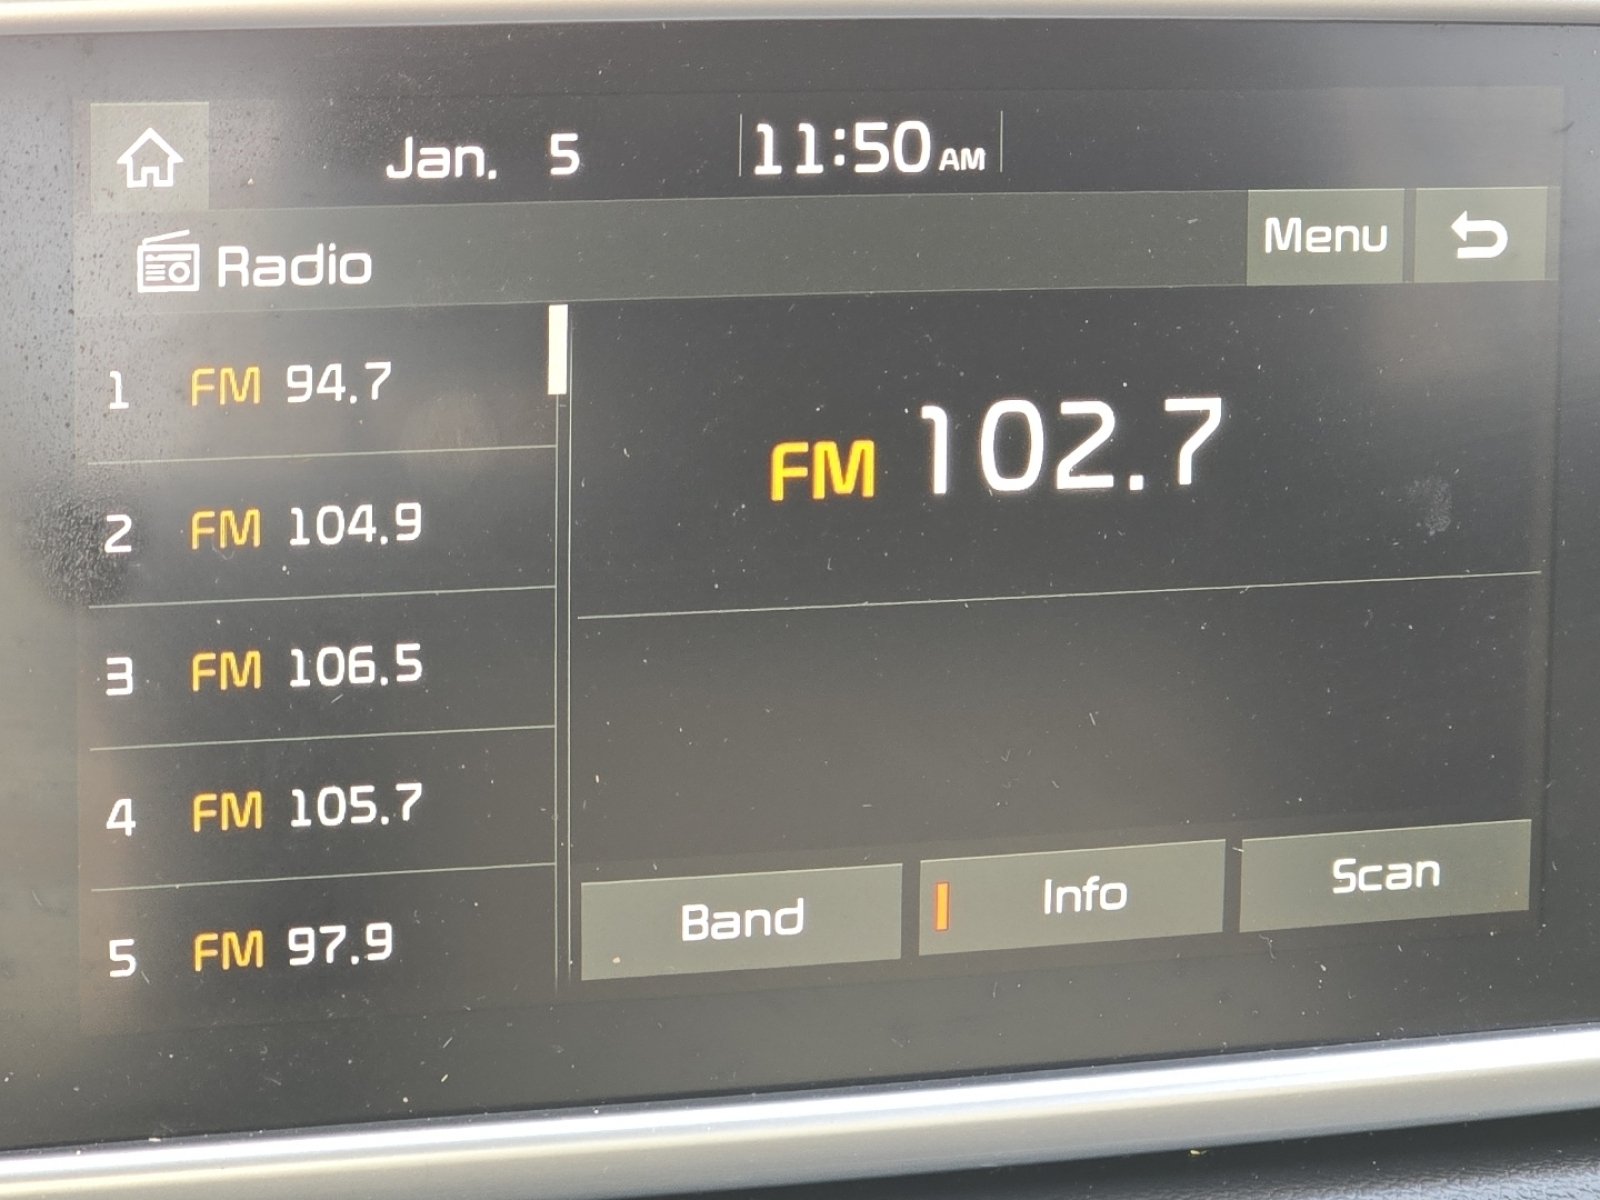 Jan. 5 11:50 AM
Radio Menu
1 FM 94.7
2 FM 104.9
3 FM 106.5
4 FM 105.7
5 FM 97.9
FM 102.7
Band Info Scan